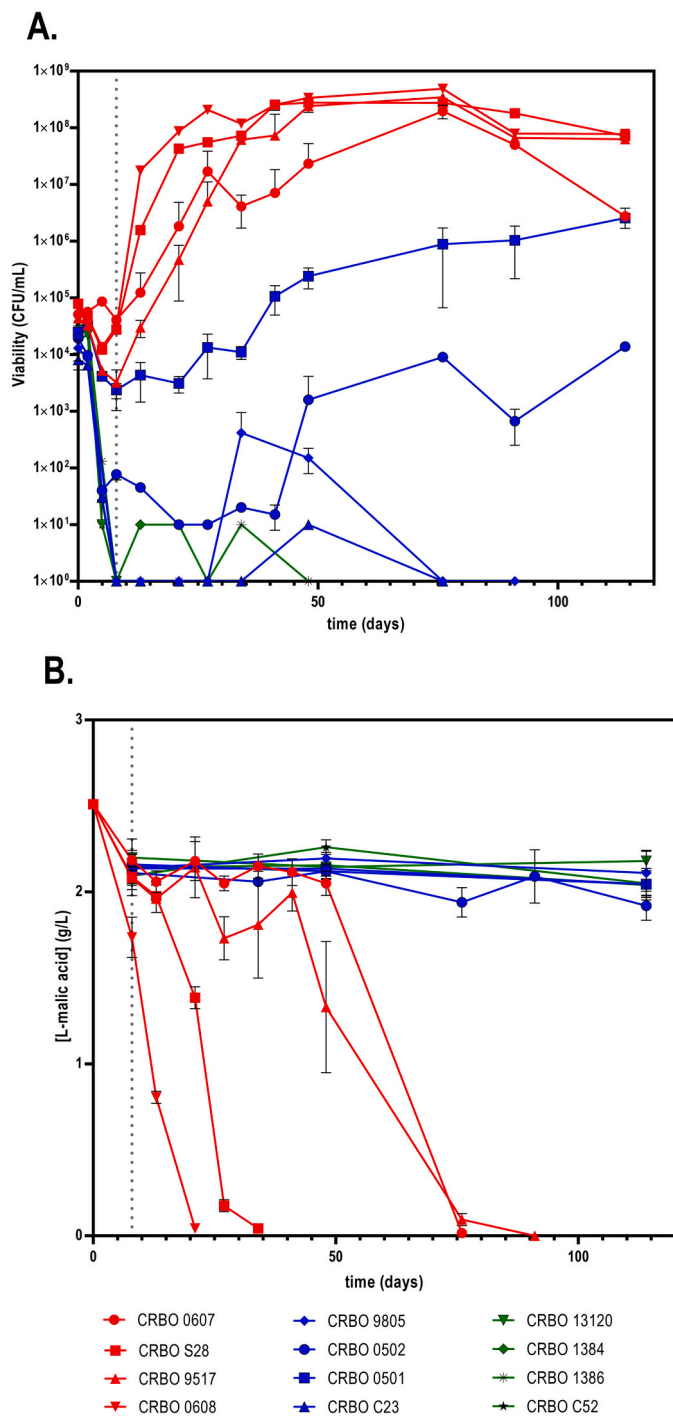 A.
1×10⁹
1×10⁸
1×10⁷
1×10⁶
1×10⁵
1×10⁴
1×10³
1×10²
1×10¹
1×10⁰
Viability (CFU/mL)
0 50 100
time (days)
B.
3
2
1
0
[L-malic acid] (g/L)
0 50 100
time (days)
CRBO 0607 CRBO 9805 CRBO 13120
CRBO S28 CRBO 0502 CRBO 1384
CRBO 9517 CRBO 0501 CRBO 1386
CRBO 0608 CRBO C23 CRBO C52